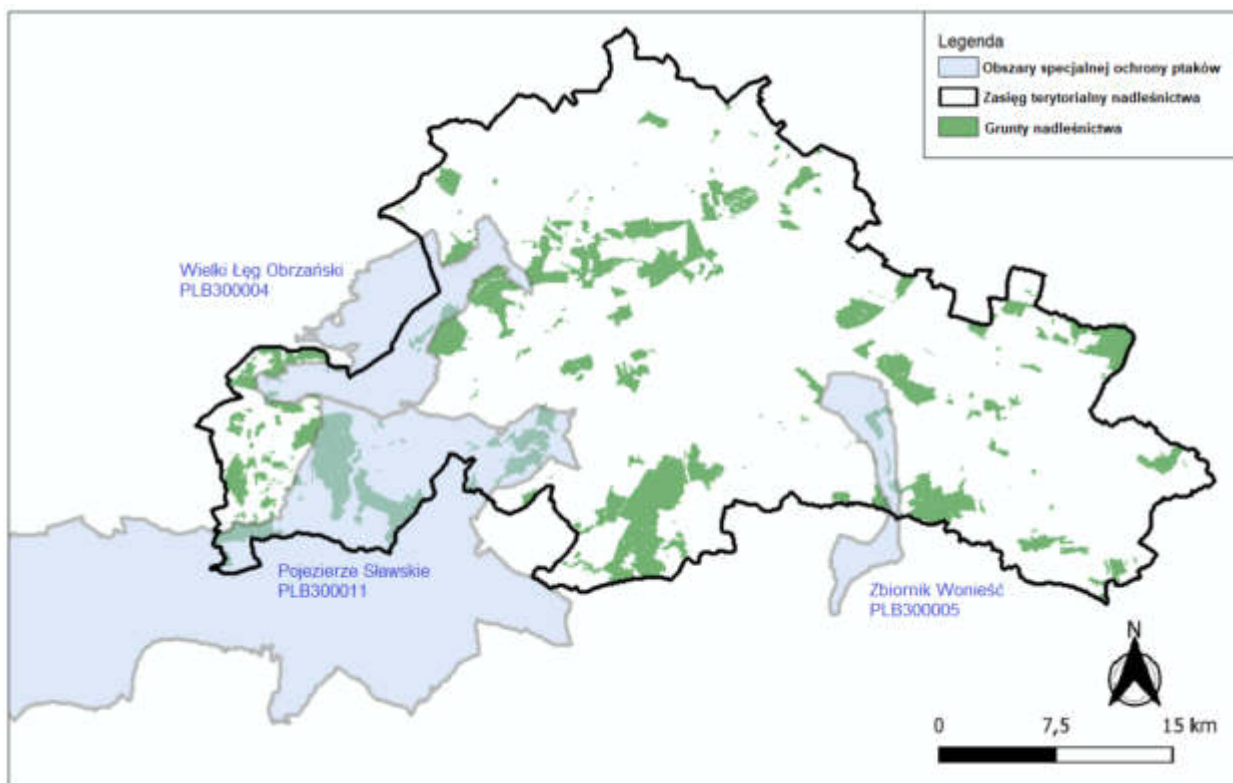 Legenda
Obszary specjalnej ochrony ptaków
Zasięg terytorialny nadleśnictwa
Grunty nadleśnictwa
Wielki Łęg Obrzański
PLB300004
Pojezierze Sławskie
PLB300011
Zbiornik Wonieść
PLB300005
N
0 7,5 15 km